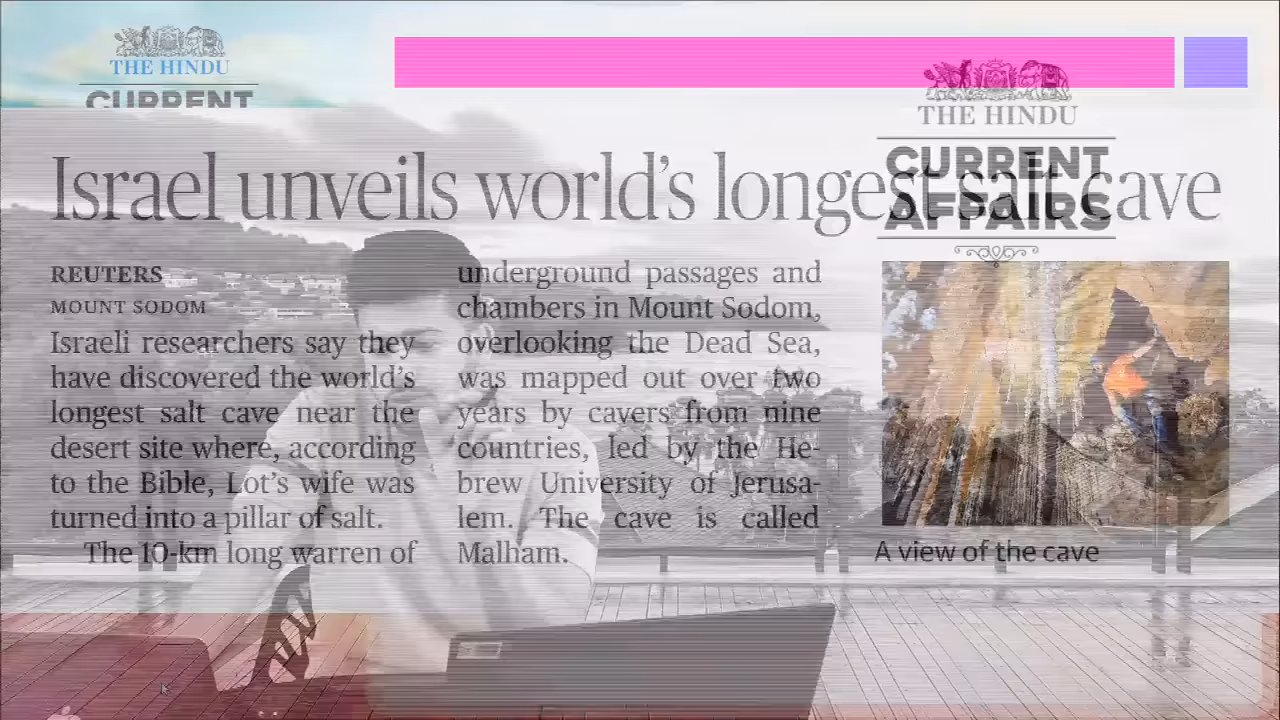 THE HINDU
CURRENT
THE HINDU
CURRENT
AFFAIRS
Israel unveils world's longest salt cave
REUTERS
MOUNT SODOM
Israeli researchers say they
have discovered the world's
longest salt cave near the
desert site where, according
to the Bible, Lot's wife was
turned into a pillar of salt.
The 10-km long warren of
underground passages and
chambers in Mount Sodom,
overlooking the Dead Sea,
was mapped out over two
years by cavers from nine
countries, led by the He-
brew University of Jerusa-
lem. The cave is called
Malham.
A view of the cave